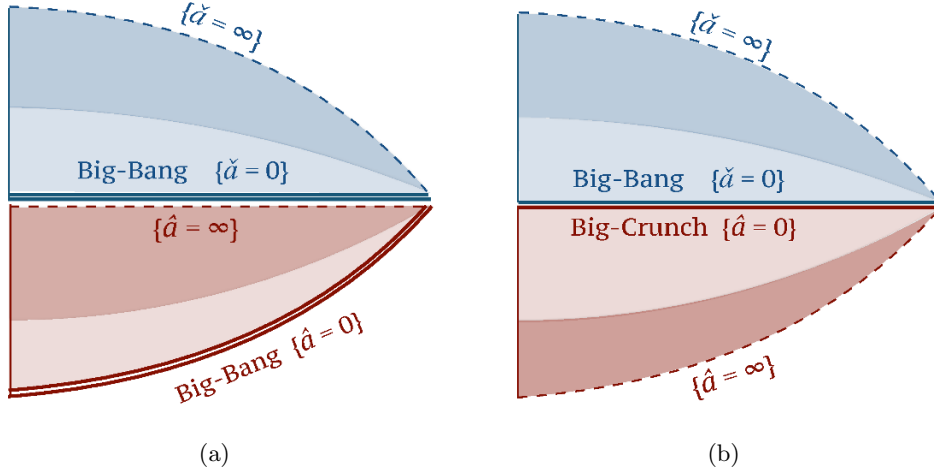 {ǎ = ∞}
Big-Bang {ǎ = 0}
{â = ∞}
Big-Bang {â = 0}
(a)
{ǎ = ∞}
Big-Bang {ǎ = 0}
Big-Crunch {â = 0}
{â = ∞}
(b)